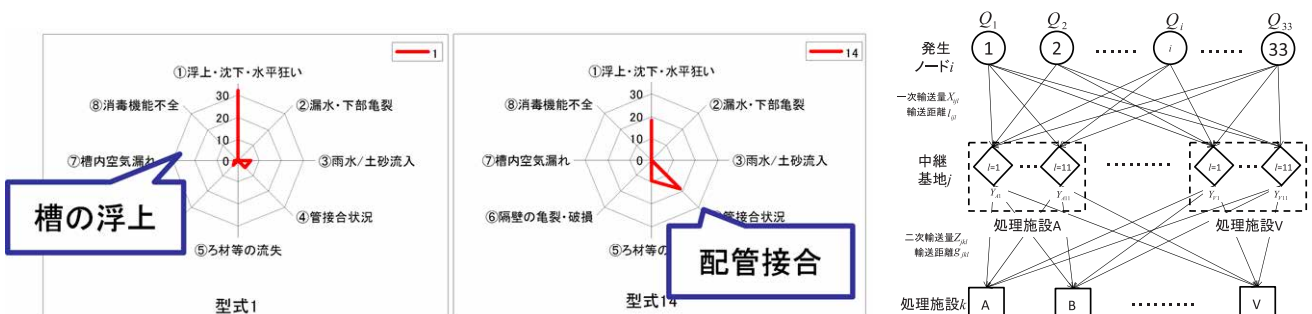 1
①浮上・沈下・水平狂い
②漏水・下部亀裂
③雨水/土砂流入
④管接合状況
⑤ろ材等の流失
⑦槽内空気漏れ
⑧消毒機能不全
30
20
10
0
槽の浮上
型式1
14
①浮上・沈下・水平狂い
②漏水・下部亀裂
③雨水/土砂流入
管接合状況
⑤ろ材等の
⑥隔壁の亀裂・破損
⑦槽内空気漏れ
⑧消毒機能不全
30
20
10
0
配管接合
型式14
Q1 Q2 Qi Q33
発生
ノードi
1 2 …… i …… 33
一次輸送量Xijl
輸送距離lijl
中継
基地j
l=1 … l=11 …… l=1 … l=11
YA1 YA11 YV1 YV11
処理施設A 処理施設V
二次輸送量Zjkl
輸送距離gjkl
処理施設k A B ……… V